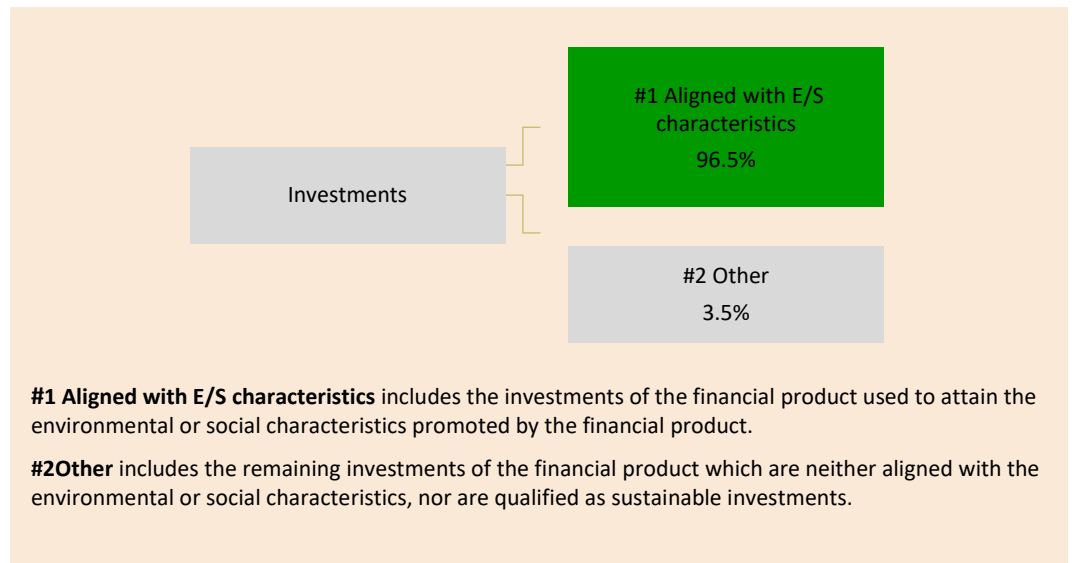 #1 Aligned with E/S
characteristics
96.5%
Investments
#2 Other
3.5%
#1 Aligned with E/S characteristics includes the investments of the financial product used to attain the
environmental or social characteristics promoted by the financial product.
#2Other includes the remaining investments of the financial product which are neither aligned with the
environmental or social characteristics, nor are qualified as sustainable investments.